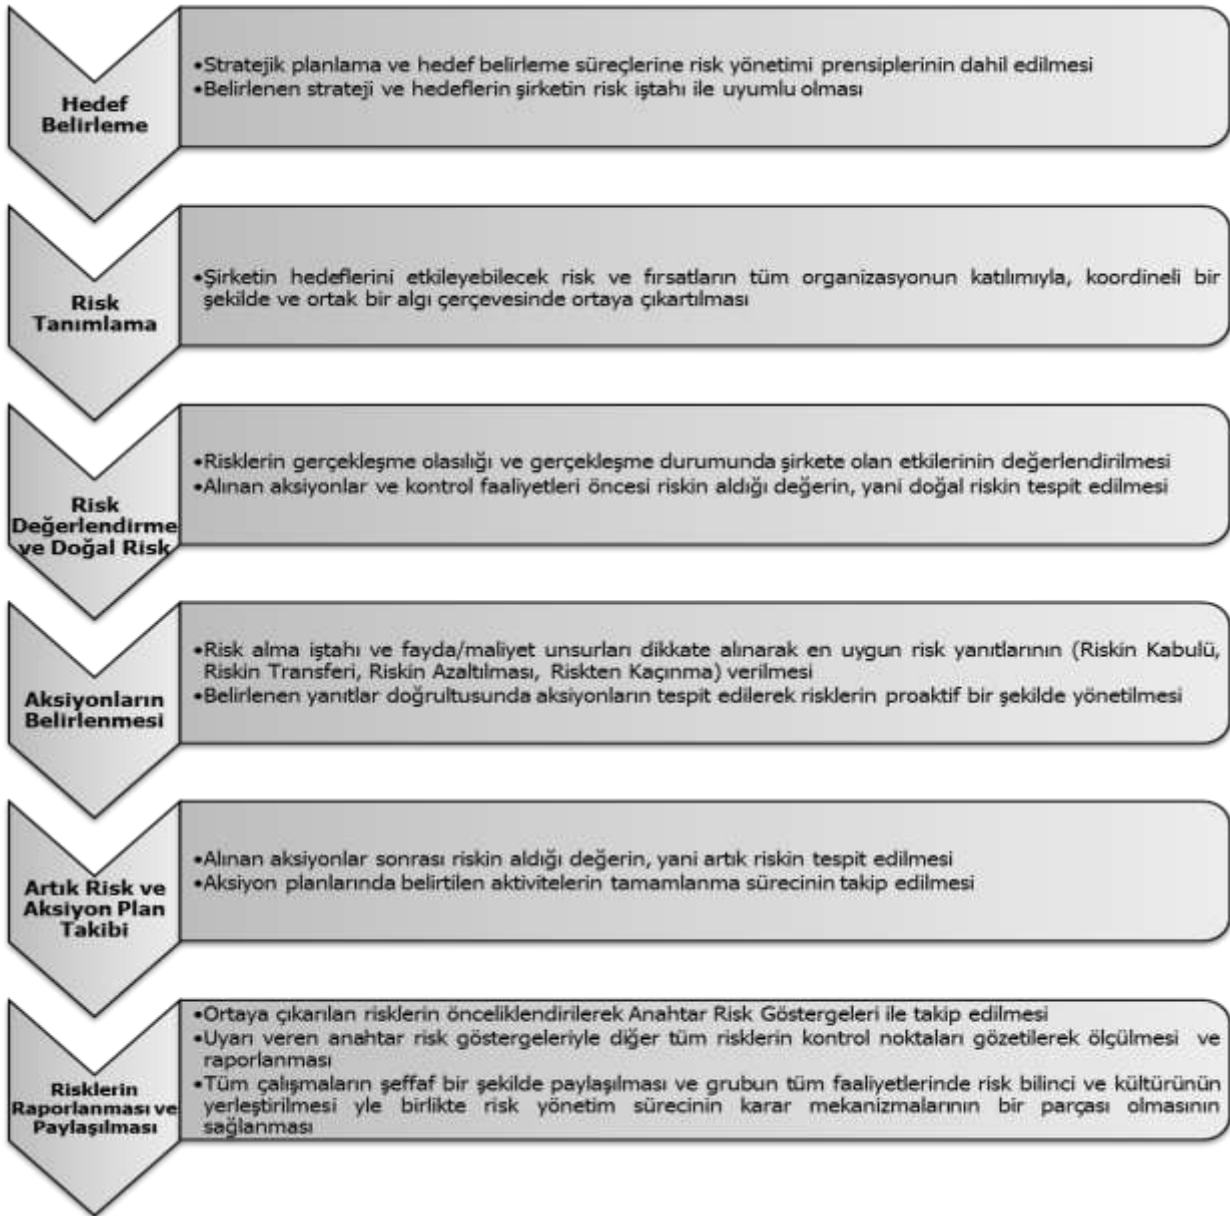 Hedef
Belirleme
•Stratejik planlama ve hedef belirleme süreçlerine risk yönetimi prensiplerinin dahil edilmesi
•Belirlenen strateji ve hedeflerin şirketin risk iştahı ile uyumlu olması
Risk
Tanımlama
•Şirketin hedeflerini etkileyebilecek risk ve fırsatların tüm organizasyonun katılımıyla, koordineli bir
şekilde ve ortak bir algı çerçevesinde ortaya çıkartılması
Risk
Değerlendirme
ve Doğal Risk
•Risklerin gerçekleşme olasılığı ve gerçekleşme durumunda şirkete olan etkilerinin değerlendirilmesi
•Alınan aksiyonlar ve kontrol faaliyetleri öncesi riskin aldığı değerin, yani doğal riskin tespit edilmesi
Aksiyonların
Belirlenmesi
•Risk alma iştahı ve fayda/maliyet unsurları dikkate alınarak en uygun risk yanıtlarının (Riskin Kabulü,
Riskin Transferi, Riskin Azaltılması, Riskten Kaçınma) verilmesi
•Belirlenen yanıtlar doğrultusunda aksiyonların tespit edilerek risklerin proaktif bir şekilde yönetilmesi
Artık Risk ve
Aksiyon Plan
Takibi
•Alınan aksiyonlar sonrası riskin aldığı değerin, yani artık riskin tespit edilmesi
•Aksiyon planlarında belirtilen aktivitelerin tamamlanma sürecinin takip edilmesi
Risklerin
Raporlanması ve
Paylaşılması
•Ortaya çıkarılan risklerin önceliklendirilerek Anahtar Risk Göstergeleri ile takip edilmesi
•Uyarı veren anahtar risk göstergeleriyle diğer tüm risklerin kontrol noktaları gözetilerek ölçülmesi ve
raporlanması
•Tüm çalışmaların şeffaf bir şekilde paylaşılması ve grubun tüm faaliyetlerinde risk bilinci ve kültürünün
yerleştirilmesi yle birlikte risk yönetim sürecinin karar mekanizmalarının bir parçası olmasının
sağlanması